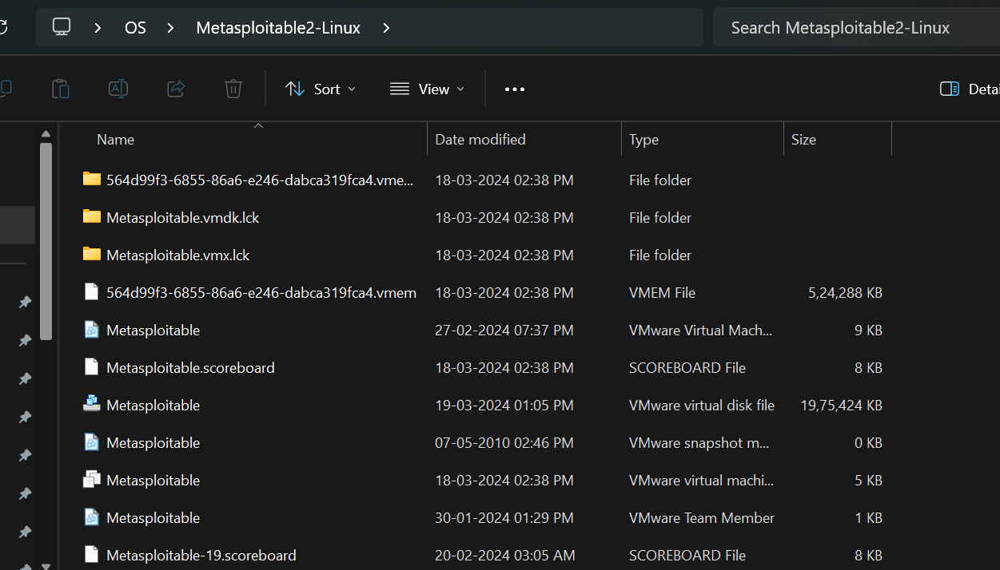 OS Metasploitable2-Linux Search Metasploitable2-Linux
Sort View ... Detai
Name Date modified Type Size
564d99f3-6855-86a6-e246-dabca319fca4.vme... 18-03-2024 02:38 PM File folder
Metasploitable.vmdk.lck 18-03-2024 02:38 PM File folder
Metasploitable.vmx.lck 18-03-2024 02:38 PM File folder
564d99f3-6855-86a6-e246-dabca319fca4.vmem 18-03-2024 02:38 PM VMEM File 5,24,288 KB
Metasploitable 27-02-2024 07:37 PM VMware Virtual Mach... 9 KB
Metasploitable.scoreboard 18-03-2024 02:38 PM SCOREBOARD File 8 KB
Metasploitable 19-03-2024 01:05 PM VMware virtual disk file 19,75,424 KB
Metasploitable 07-05-2010 02:46 PM VMware snapshot m... 0 KB
Metasploitable 18-03-2024 02:38 PM VMware virtual machi... 5 KB
Metasploitable 30-01-2024 01:29 PM VMware Team Member 1 KB
Metasploitable-19.scoreboard 20-02-2024 03:05 AM SCOREBOARD File 8 KB